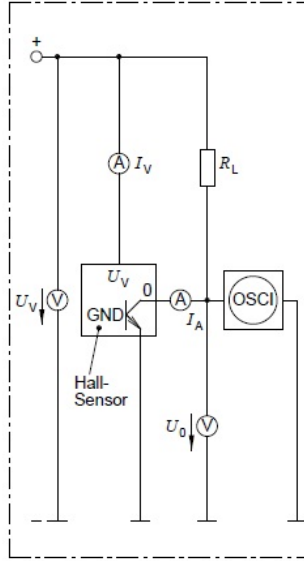 +
A I_V
R_L
U_V
0
U_V V
GND
A
OSCI
I_A
Hall-
Sensor
U_0 V
−